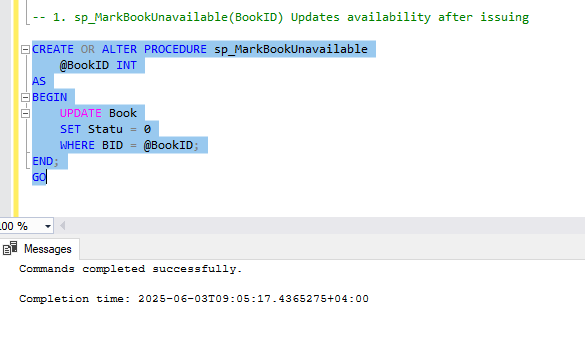 -- 1. sp_MarkBookUnavailable(BookID) Updates availability after issuing
CREATE OR ALTER PROCEDURE sp_MarkBookUnavailable
@BookID INT
AS
BEGIN
UPDATE Book
SET Statu = 0
WHERE BID = @BookID;
END;
GO
.00 %
Messages
Commands completed successfully.
Completion time: 2025-06-03T09:05:17.4365275+04:00